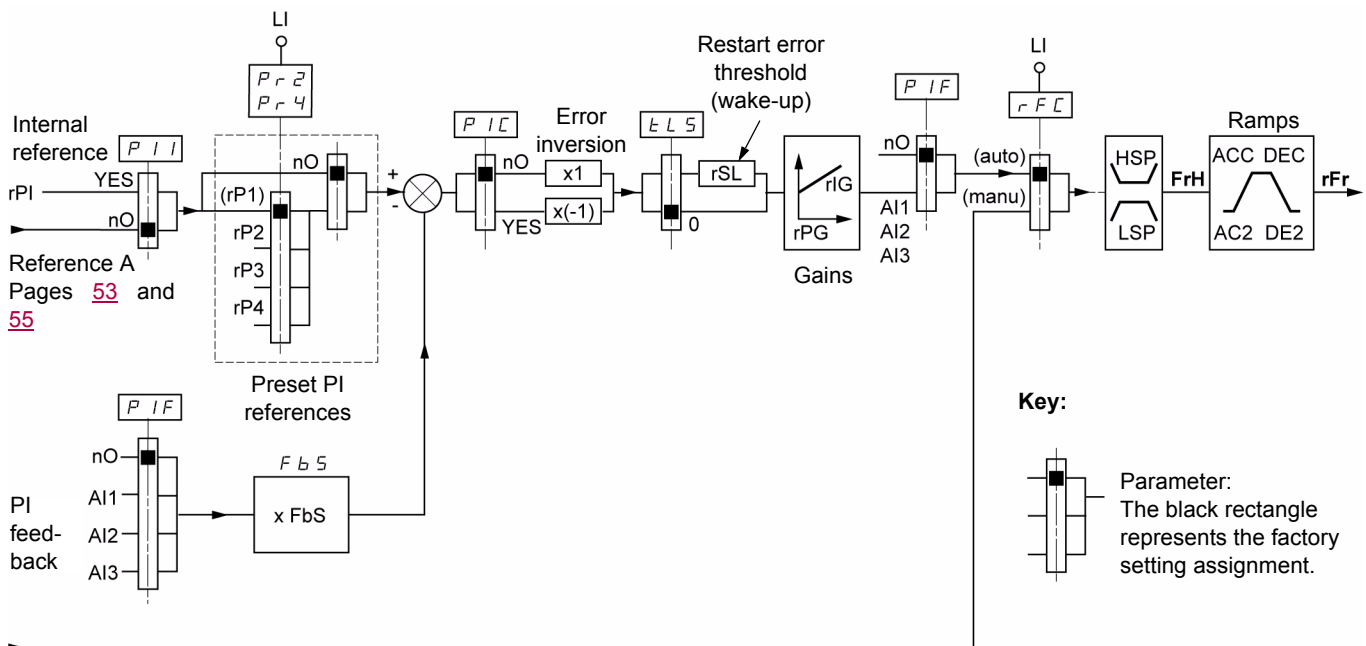 LI
Pr2
Pr4
Internal
reference
PII
YES
rPI
nO
Reference A
Pages 53 and
55
(rP1)
rP2
rP3
rP4
nO
Preset PI
references
+
-
PIC
nO
YES
Error
inversion
x1
x(-1)
tLS
0
Restart error
threshold
(wake-up)
rSL
rIG
rPG
Gains
PIF
nO
AI1
AI2
AI3
LI
rFC
(auto)
(manu)
HSP
LSP
FrH
Ramps
ACC DEC
AC2 DE2
rFr
PIF
nO
AI1
AI2
AI3
PI
feed-
back
FbS
x FbS
Key:
Parameter:
The black rectangle
represents the factory
setting assignment.